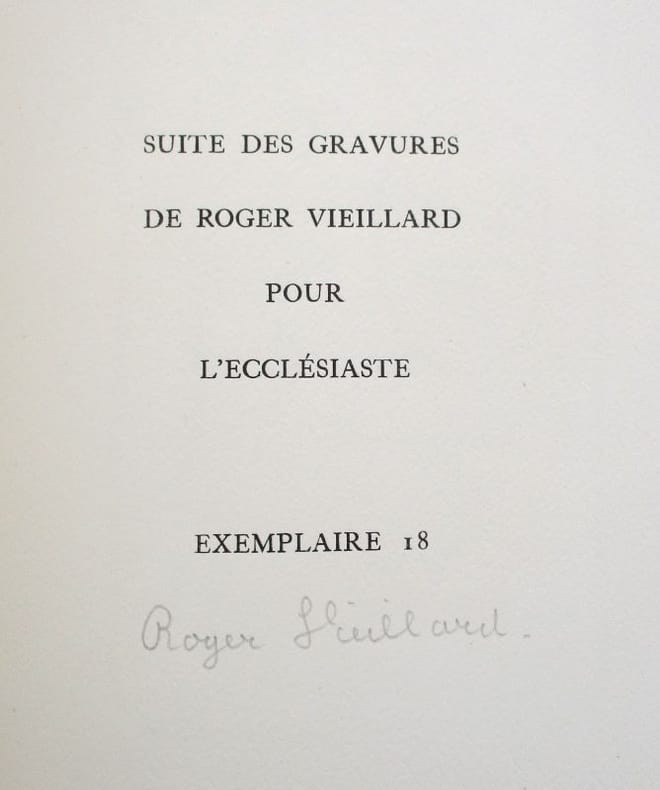 SUITE DES GRAVURES
DE ROGER VIEILLARD
POUR
L'ECCLÉSIASTE
EXEMPLAIRE 18
Roger Vieillard.